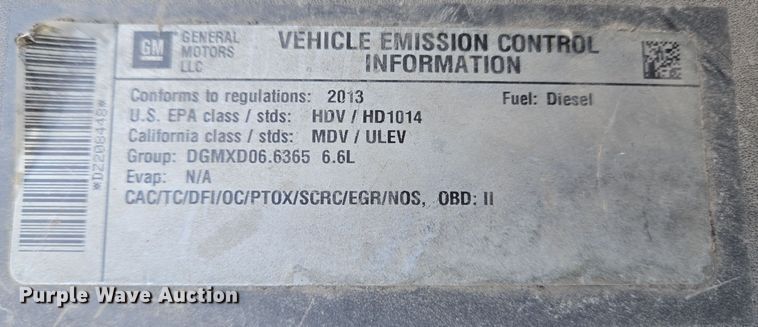 GM
GENERAL MOTORS LLC
VEHICLE EMISSION CONTROL INFORMATION
Conforms to regulations: 2013 Fuel: Diesel
U.S. EPA class / stds: HDV / HD1014
California class / stds: MDV / ULEV
Group: DGMXD06.6365 6.6L
Evap: N/A
CAC/TC/DFI/OC/PTOX/SCRC/EGR/NOS, OBD: II
*D2208448*
Purple Wave Auction